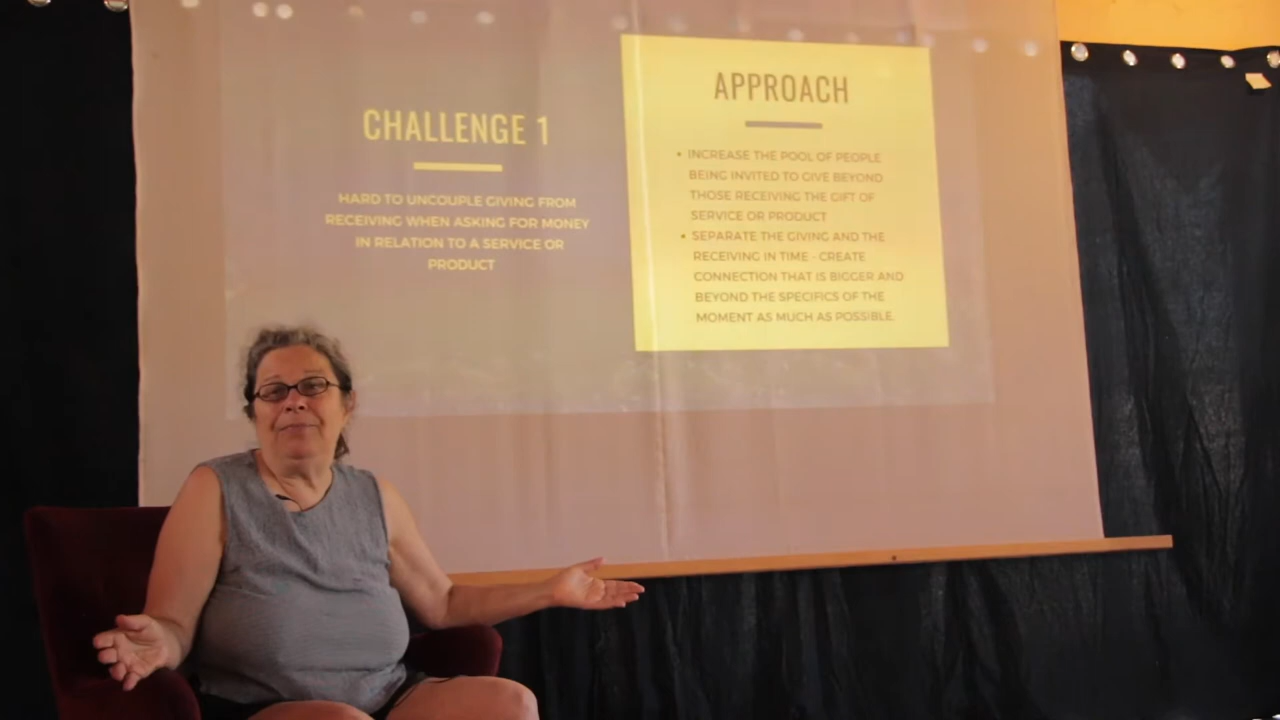 CHALLENGE 1
HARD TO UNCOUPLE GIVING FROM
RECEIVING WHEN ASKING FOR MONEY
IN RELATION TO A SERVICE OR
PRODUCT
APPROACH
• INCREASE THE POOL OF PEOPLE
BEING INVITED TO GIVE BEYOND
THOSE RECEIVING THE GIFT OF
SERVICE OR PRODUCT
• SEPARATE THE GIVING AND THE
RECEIVING IN TIME - CREATE
CONNECTION THAT IS BIGGER AND
BEYOND THE SPECIFICS OF THE
MOMENT AS MUCH AS POSSIBLE.